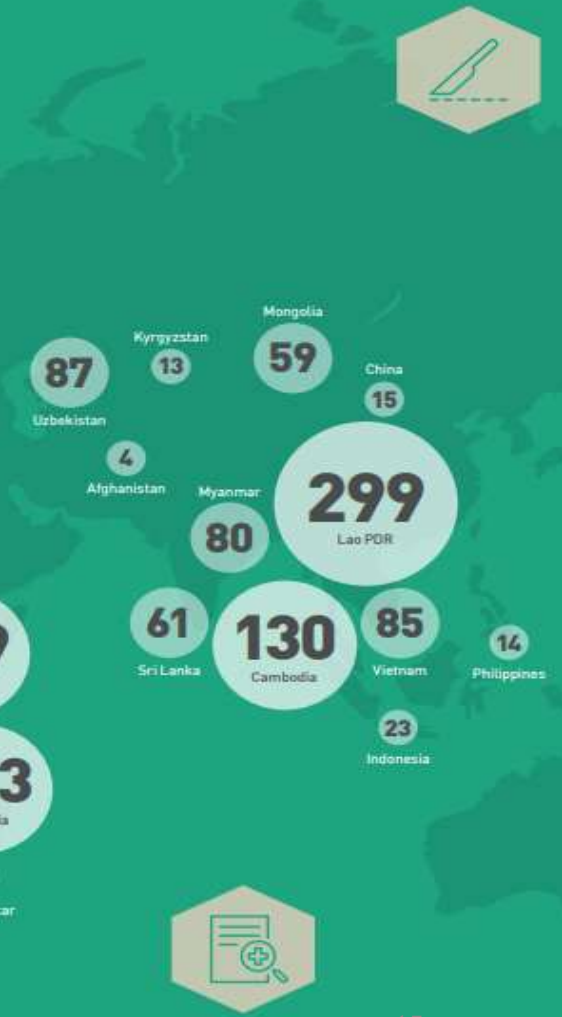 Mongolia
59
Kyrgyzstan
13
87
Uzbekistan
China
15
4
Afghanistan
Myanmar
80
299
Lao PDR
61
Sri Lanka
130
Cambodia
85
Vietnam
14
Philippines
23
Indonesia
3